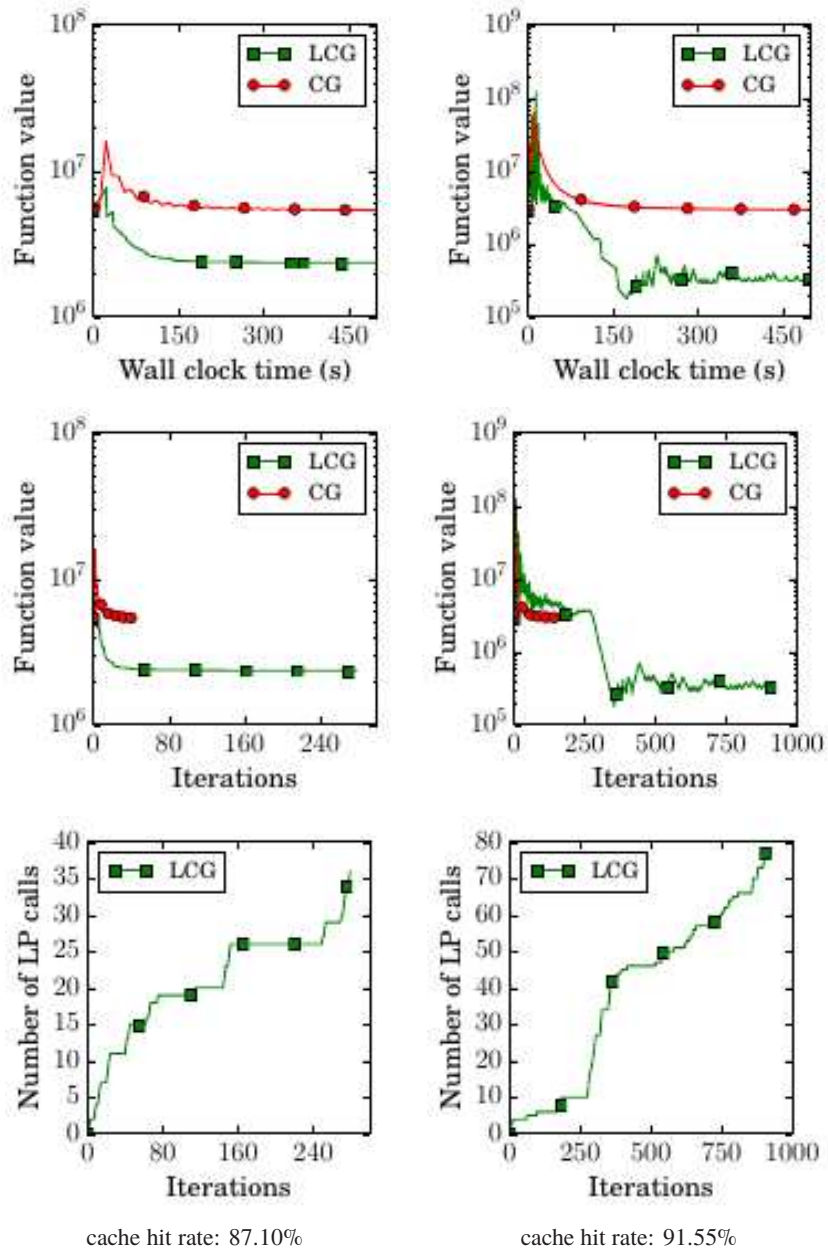 10^8
10^7
10^6
Function value
LCG
CG
0 150 300 450
Wall clock time (s)
10^9
10^8
10^7
10^6
10^5
Function value
LCG
CG
0 150 300 450
Wall clock time (s)
10^8
10^7
10^6
Function value
LCG
CG
0 80 160 240
Iterations
10^9
10^8
10^7
10^6
10^5
Function value
LCG
CG
0 250 500 750 1000
Iterations
40
35
30
25
20
15
10
5
0
Number of LP calls
LCG
0 80 160 240
Iterations
80
70
60
50
40
30
20
10
0
Number of LP calls
LCG
0 250 500 750 1000
Iterations
cache hit rate: 87.10%
cache hit rate: 91.55%